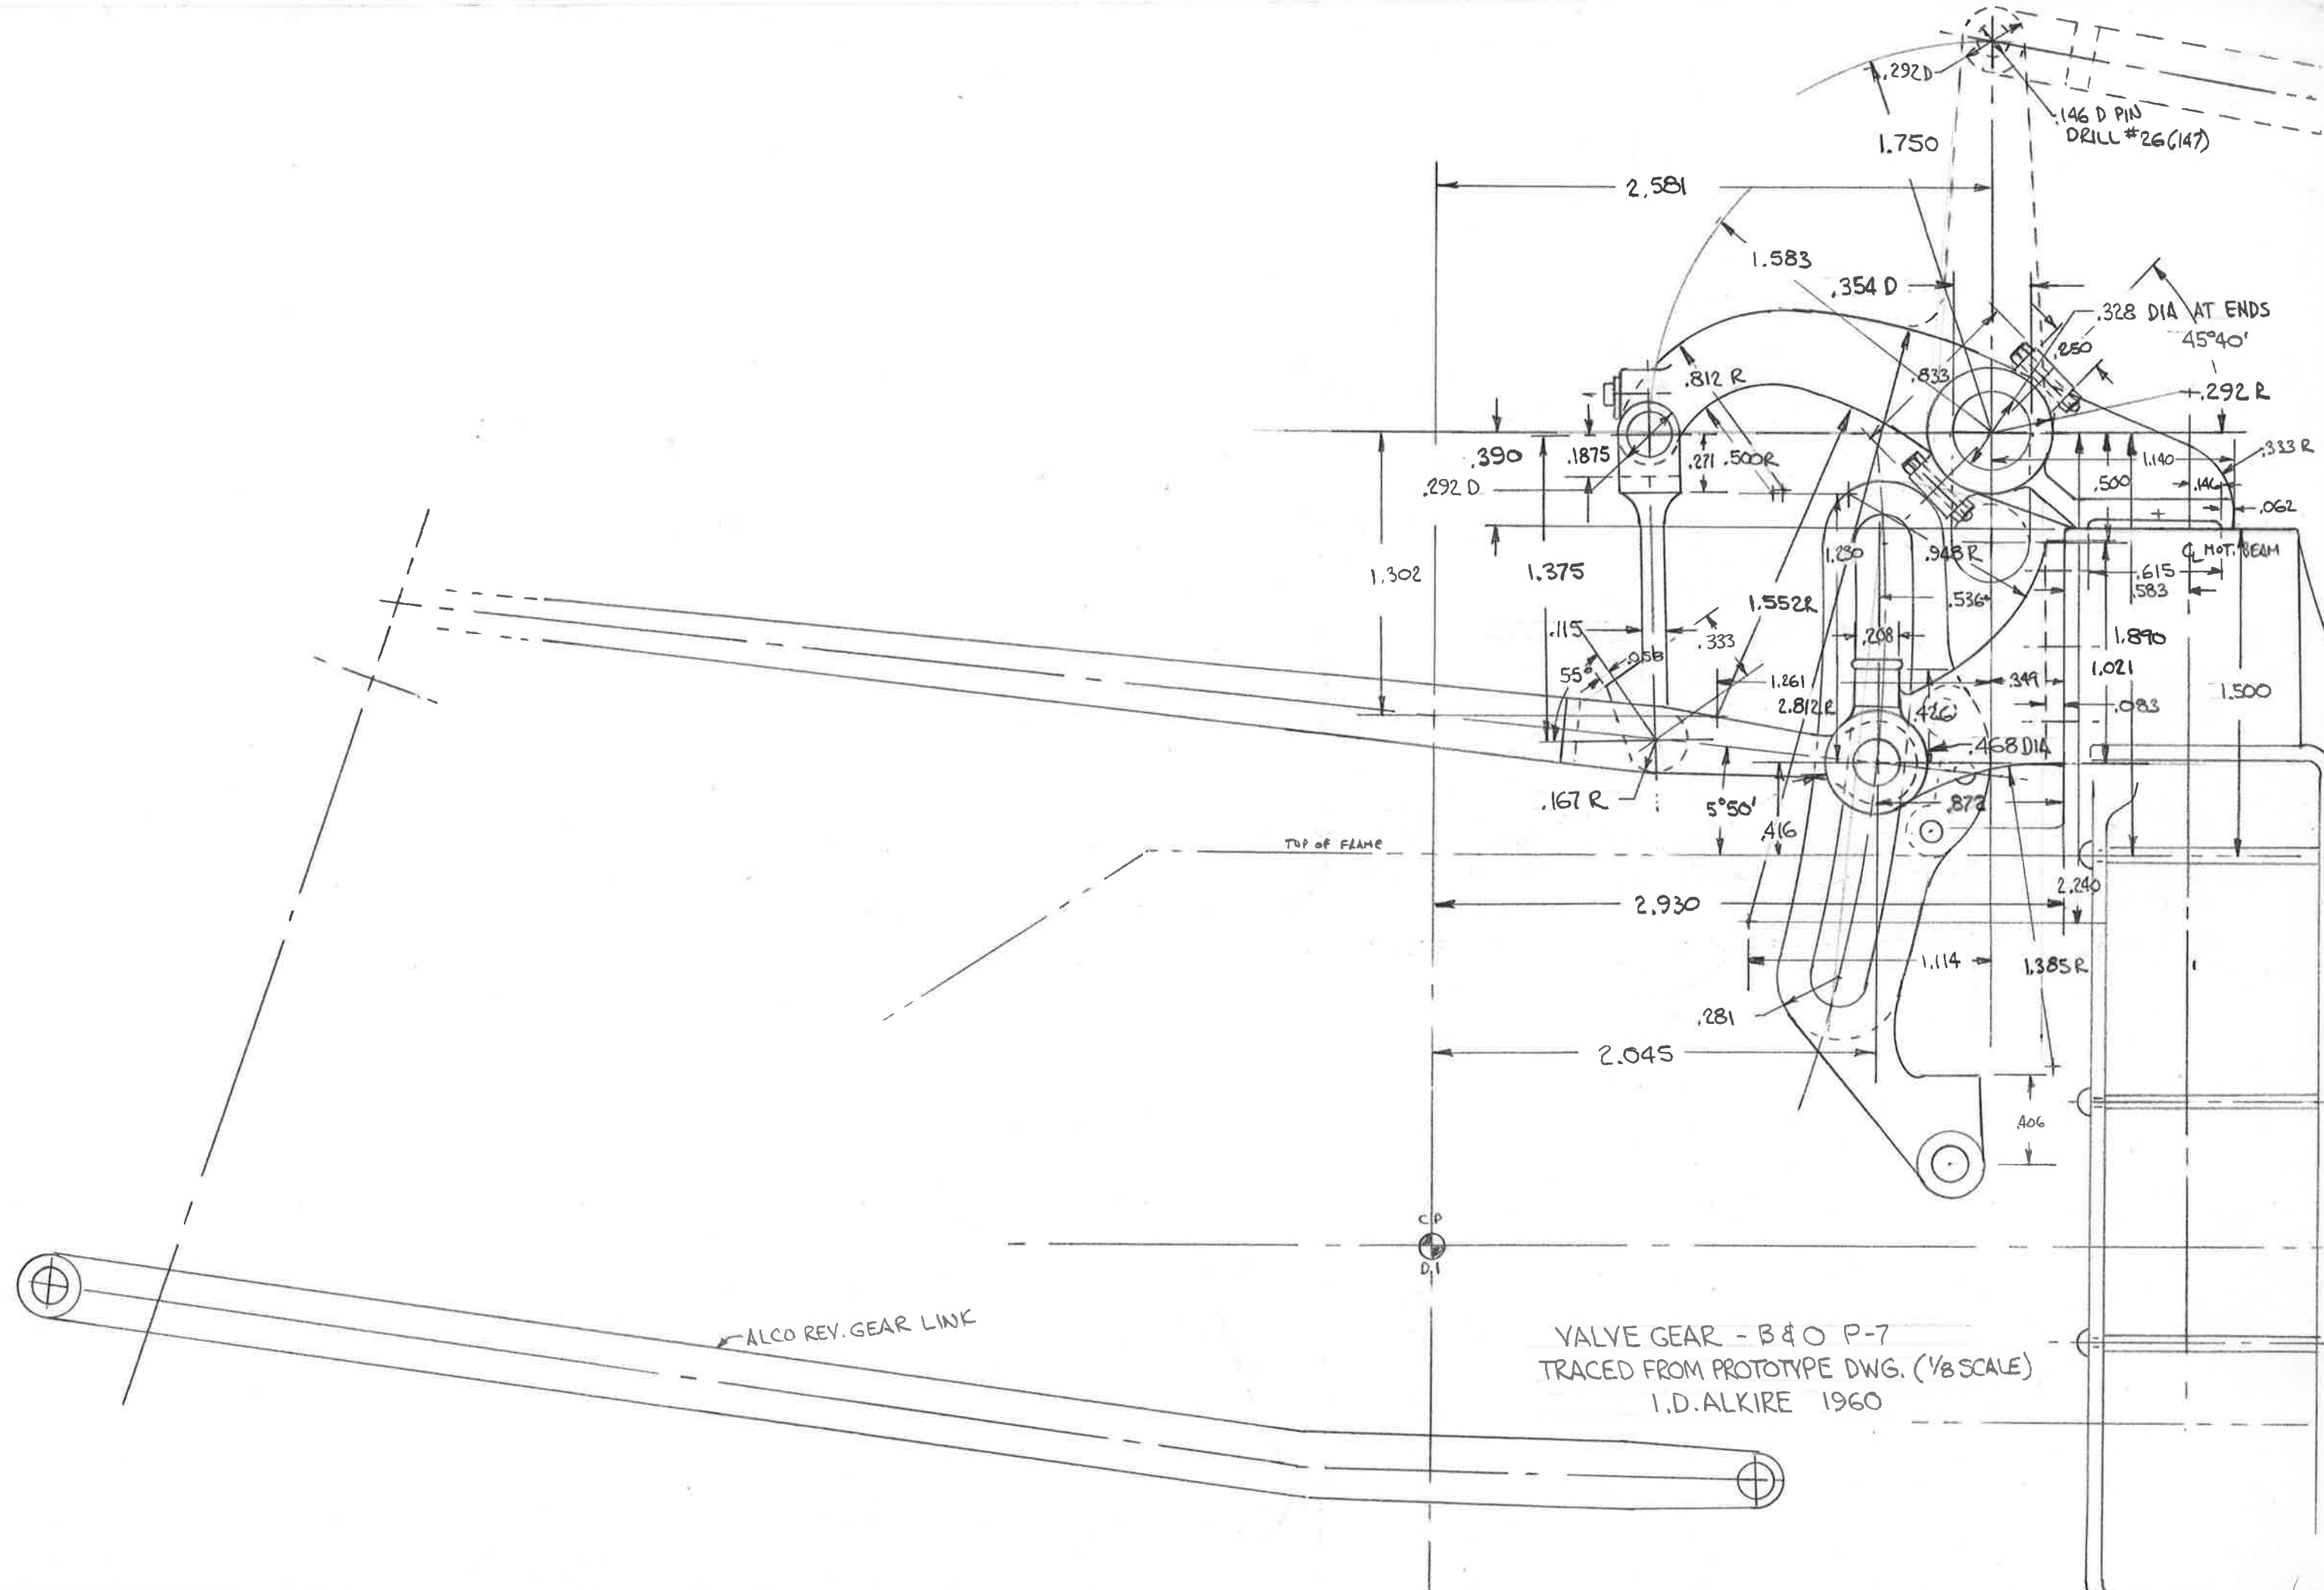 .292D
.146 D PIN
DRILL #26(147)
1.750
2.581
1.583
.354 D
.328 DIA AT ENDS
45°40'
.250
.812 R
.833
.292 R
.390
.1875
.271
.500R
1.140
.333 R
.292 D
.500
.146
.062
1.230
.948 R
℄ MOT. BEAM
1.302
1.375
.615
.583
.536
1.552R
.115
.333
.208
1.890
.058
55°
1.261
.349
1.021
1.500
2.812R
.426
.083
.468 DIA
.167 R
5°50'
.872
.416
TOP OF FRAME
2.240
2.930
1.114
1.385R
.281
2.045
.406
CP
D,1
ALCO REV. GEAR LINK
VALVE GEAR - B&O P-7
TRACED FROM PROTOTYPE DWG. (1/8 SCALE)
I.D. ALKIRE 1960